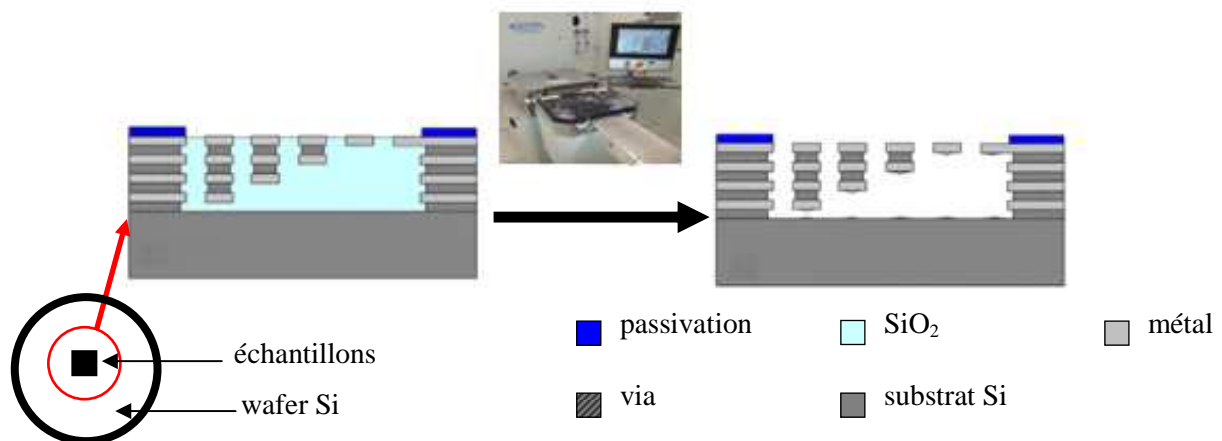 passivation
SiO₂
métal
échantillons
wafer Si
via
substrat Si